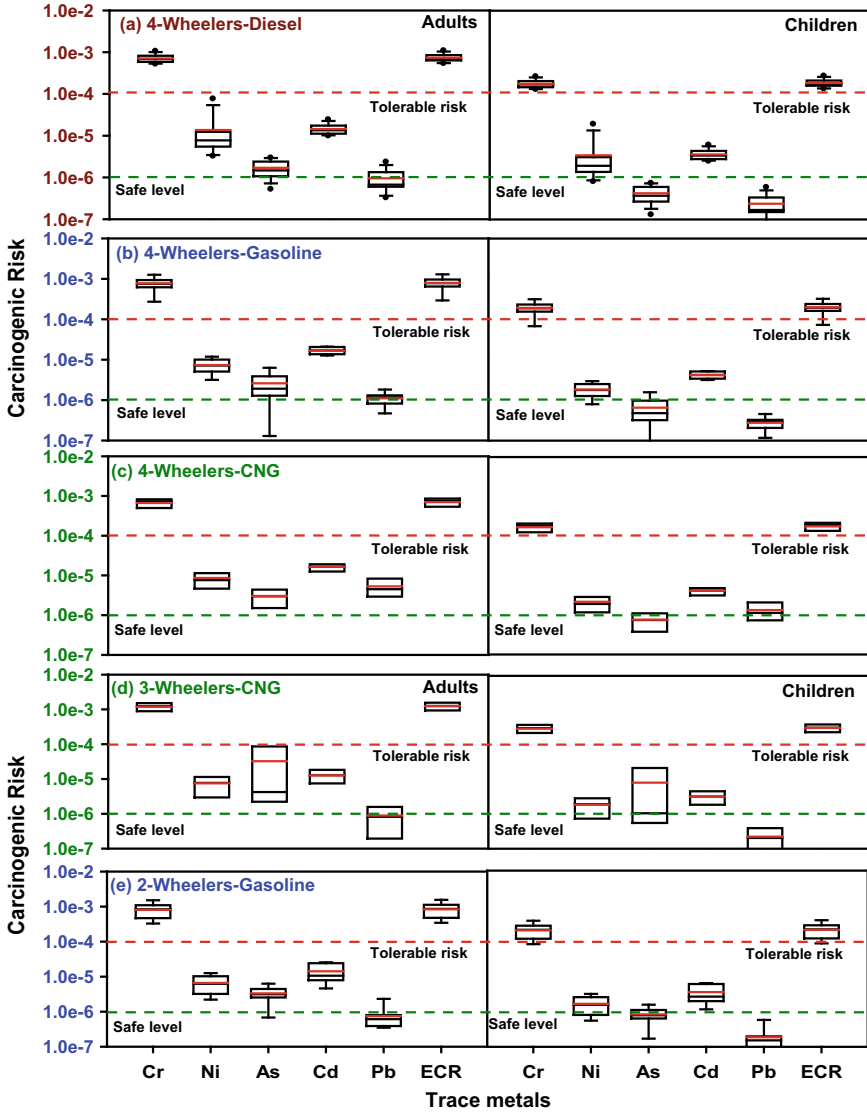 Carcinogenic Risk
(a) 4-Wheelers-Diesel
Adults
Children
1.0e-2
1.0e-3
1.0e-4
1.0e-5
1.0e-6
1.0e-7
Tolerable risk
Safe level
Tolerable risk
Safe level
(b) 4-Wheelers-Gasoline
1.0e-2
1.0e-3
1.0e-4
1.0e-5
1.0e-6
1.0e-7
Tolerable risk
Safe level
Tolerable risk
Safe level
(c) 4-Wheelers-CNG
1.0e-2
1.0e-3
1.0e-4
1.0e-5
1.0e-6
1.0e-7
Tolerable risk
Safe level
Tolerable risk
Safe level
Carcinogenic Risk
(d) 3-Wheelers-CNG
Adults
Children
1.0e-2
1.0e-3
1.0e-4
1.0e-5
1.0e-6
1.0e-7
Tolerable risk
Safe level
Tolerable risk
Safe level
(e) 2-Wheelers-Gasoline
1.0e-2
1.0e-3
1.0e-4
1.0e-5
1.0e-6
1.0e-7
Tolerable risk
Safe level
Tolerable risk
Safe level
Cr Ni As Cd Pb ECR
Cr Ni As Cd Pb ECR
Trace metals